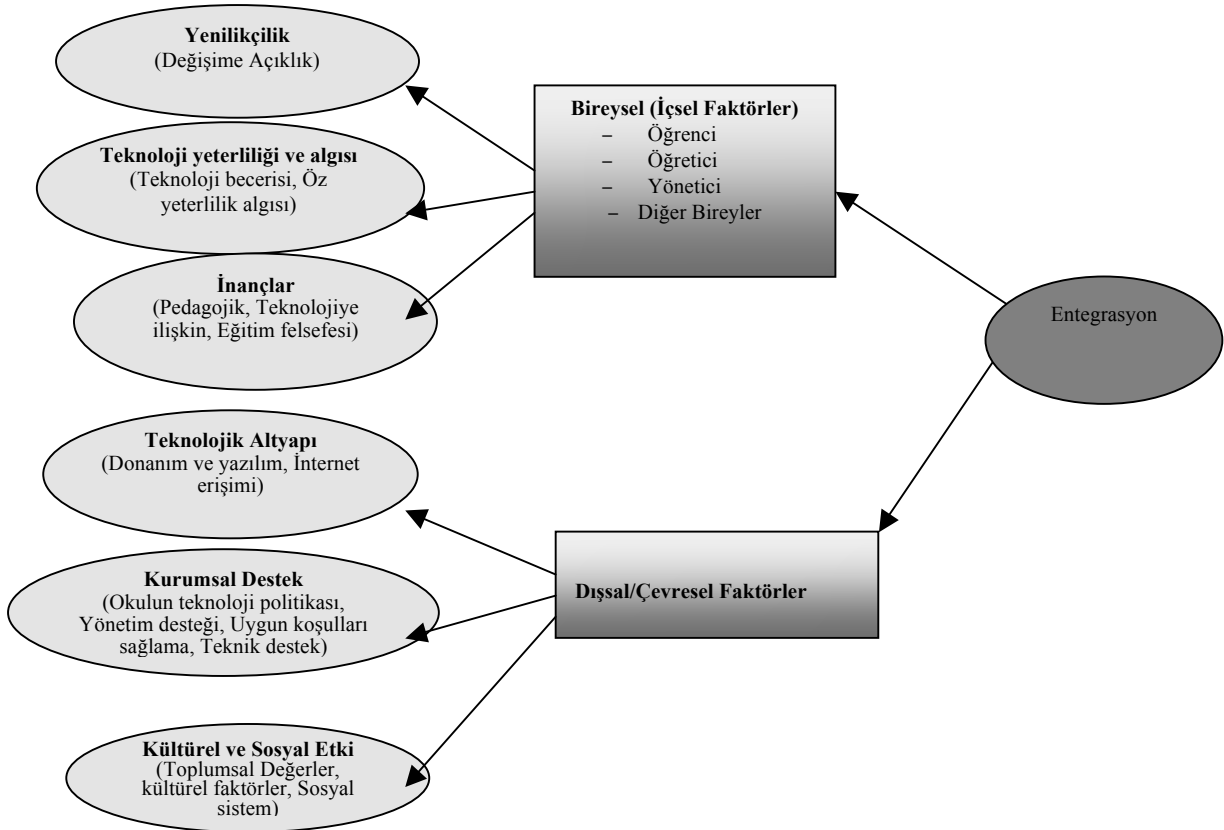 Yenilikçilik
(Değişime Açıklık)
Teknoloji yeterliliği ve algısı
(Teknoloji becerisi, Öz
yeterlilik algısı)
İnançlar
(Pedagojik, Teknolojiye
ilişkin, Eğitim felsefesi)
Bireysel (İçsel Faktörler)
– Öğrenci
– Öğretici
– Yönetici
– Diğer Bireyler
Entegrasyon
Teknolojik Altyapı
(Donanım ve yazılım, İnternet
erişimi)
Kurumsal Destek
(Okulun teknoloji politikası,
Yönetim desteği, Uygun koşulları
sağlama, Teknik destek)
Dışsal/Çevresel Faktörler
Kültürel ve Sosyal Etki
(Toplumsal Değerler,
kültürel faktörler, Sosyal
sistem)